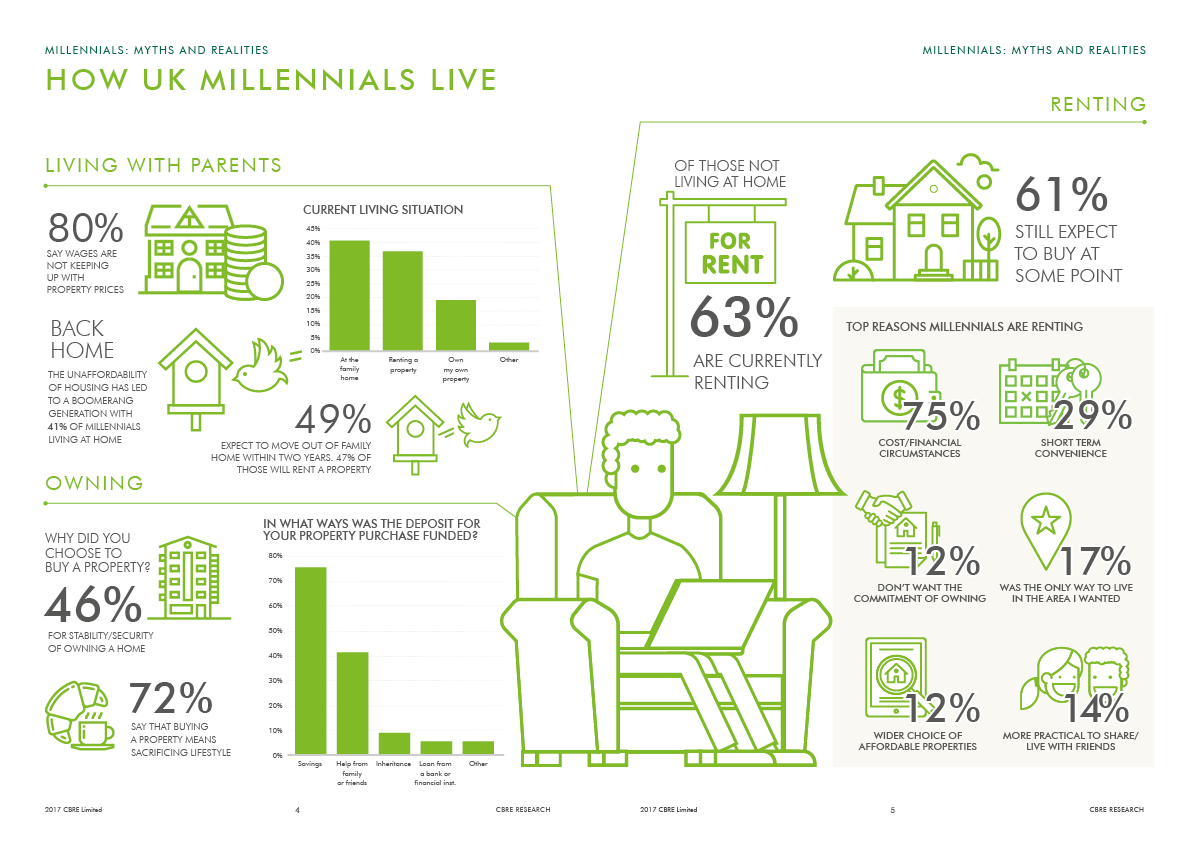 MILLENNIALS: MYTHS AND REALITIES
HOW UK MILLENNIALS LIVE
LIVING WITH PARENTS
80%
SAY WAGES ARE
NOT KEEPING
UP WITH
PROPERTY PRICES
CURRENT LIVING SITUATION
45%
40%
35%
30%
25%
20%
15%
10%
5%
0%
At the
family
home
Renting a
property
Own
my own
property
Other
BACK
HOME
THE UNAFFORDABILITY
OF HOUSING HAS LED
TO A BOOMERANG
GENERATION WITH
41% OF MILLENNIALS
LIVING AT HOME
49%
EXPECT TO MOVE OUT OF FAMILY
HOME WITHIN TWO YEARS. 47% OF
THOSE WILL RENT A PROPERTY
OWNING
WHY DID YOU
CHOOSE TO
BUY A PROPERTY?
46%
FOR STABILITY/SECURITY
OF OWNING A HOME
72%
SAY THAT BUYING
A PROPERTY MEANS
SACRIFICING LIFESTYLE
IN WHAT WAYS WAS THE DEPOSIT FOR
YOUR PROPERTY PURCHASE FUNDED?
80%
70%
60%
50%
40%
30%
20%
10%
0%
Savings
Help from
family
or friends
Inheritance
Loan from
a bank or
financial inst.
Other
2017 CBRE Limited
4
CBRE RESEARCH
MILLENNIALS: MYTHS AND REALITIES
RENTING
OF THOSE NOT
LIVING AT HOME
FOR
RENT
63%
ARE CURRENTLY
RENTING
61%
STILL EXPECT
TO BUY AT
SOME POINT
TOP REASONS MILLENNIALS ARE RENTING
$
75%
COST/FINANCIAL
CIRCUMSTANCES
29%
SHORT TERM
CONVENIENCE
12%
DON'T WANT THE
COMMITMENT OF OWNING
17%
WAS THE ONLY WAY TO LIVE
IN THE AREA I WANTED
12%
WIDER CHOICE OF
AFFORDABLE PROPERTIES
14%
MORE PRACTICAL TO SHARE/
LIVE WITH FRIENDS
2017 CBRE Limited
5
CBRE RESEARCH